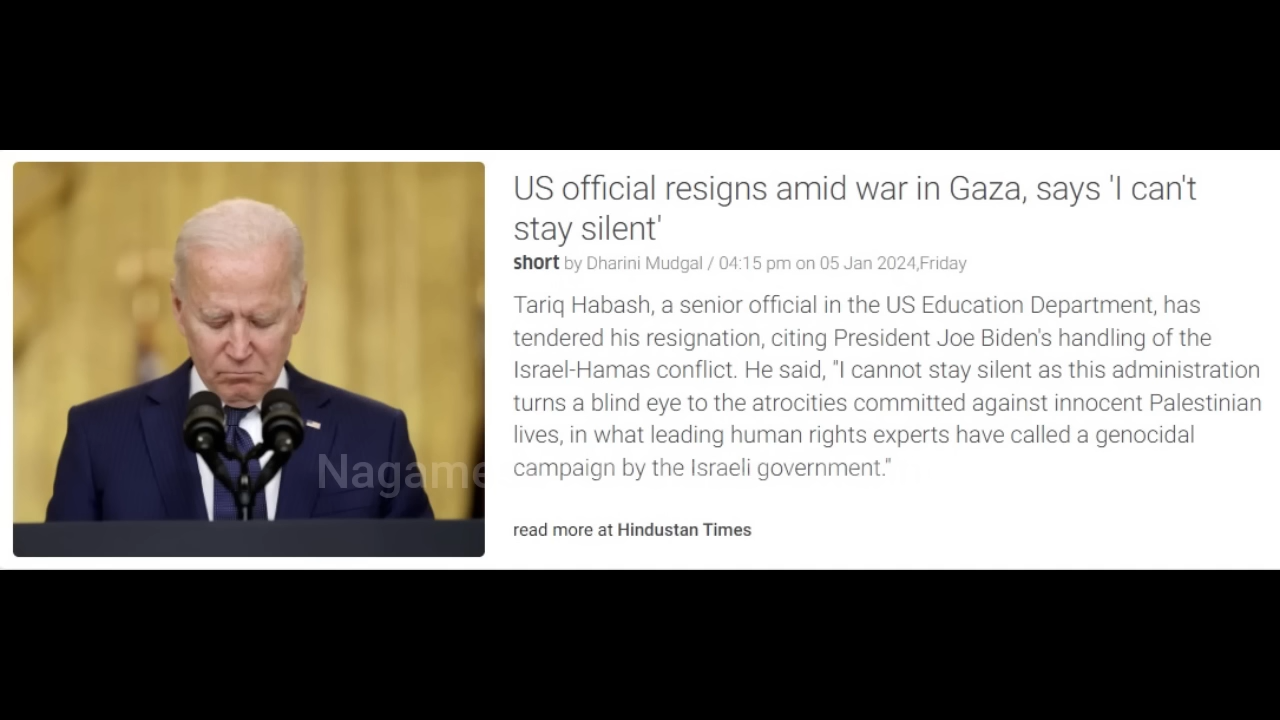 US official resigns amid war in Gaza, says 'I can't
stay silent'
short by Dharini Mudgal / 04:15 pm on 05 Jan 2024,Friday
Tariq Habash, a senior official in the US Education Department, has
tendered his resignation, citing President Joe Biden's handling of the
Israel-Hamas conflict. He said, "I cannot stay silent as this administration
turns a blind eye to the atrocities committed against innocent Palestinian
lives, in what leading human rights experts have called a genocidal
campaign by the Israeli government."
read more at Hindustan Times
Nagame